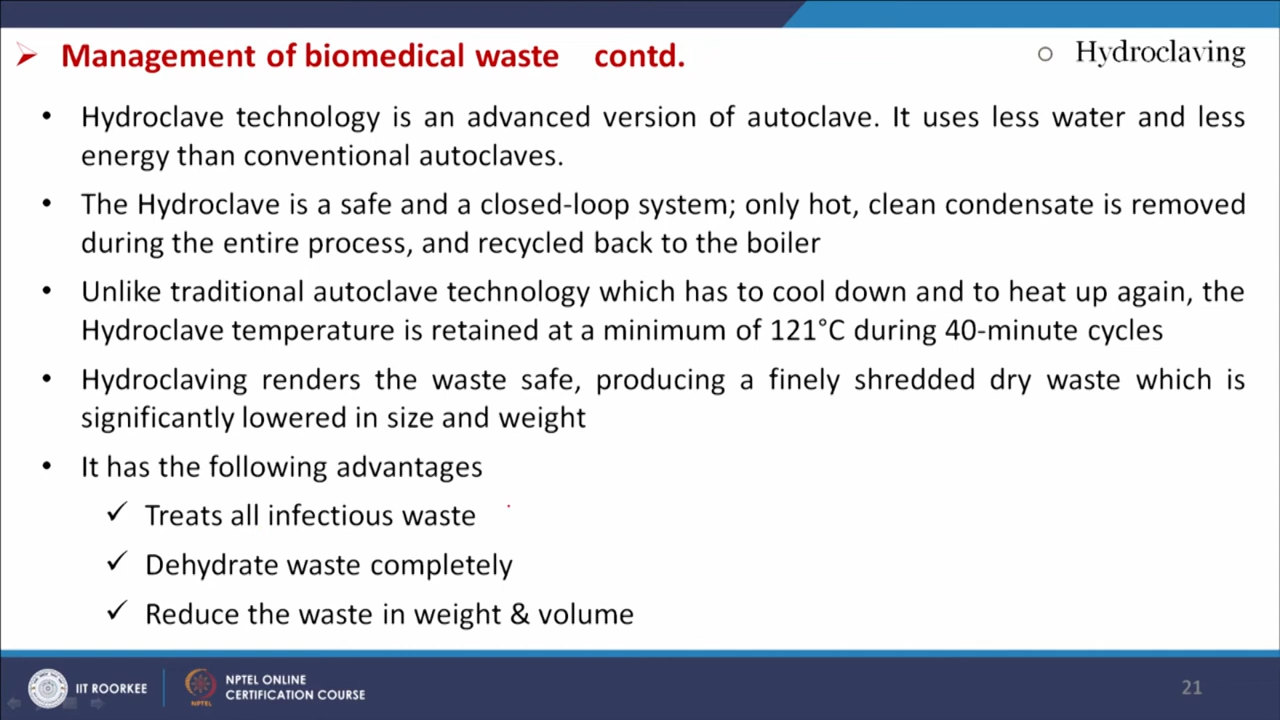 Management of biomedical waste contd.
Hydroclaving
Hydroclave technology is an advanced version of autoclave. It uses less water and less
energy than conventional autoclaves.
The Hydroclave is a safe and a closed-loop system; only hot, clean condensate is removed
during the entire process, and recycled back to the boiler
Unlike traditional autoclave technology which has to cool down and to heat up again, the
Hydroclave temperature is retained at a minimum of 121°C during 40-minute cycles
Hydroclaving renders the waste safe, producing a finely shredded dry waste which is
significantly lowered in size and weight
It has the following advantages
Treats all infectious waste
Dehydrate waste completely
Reduce the waste in weight & volume
IIT ROORKEE
NPTEL
NPTEL ONLINE
CERTIFICATION COURSE
21